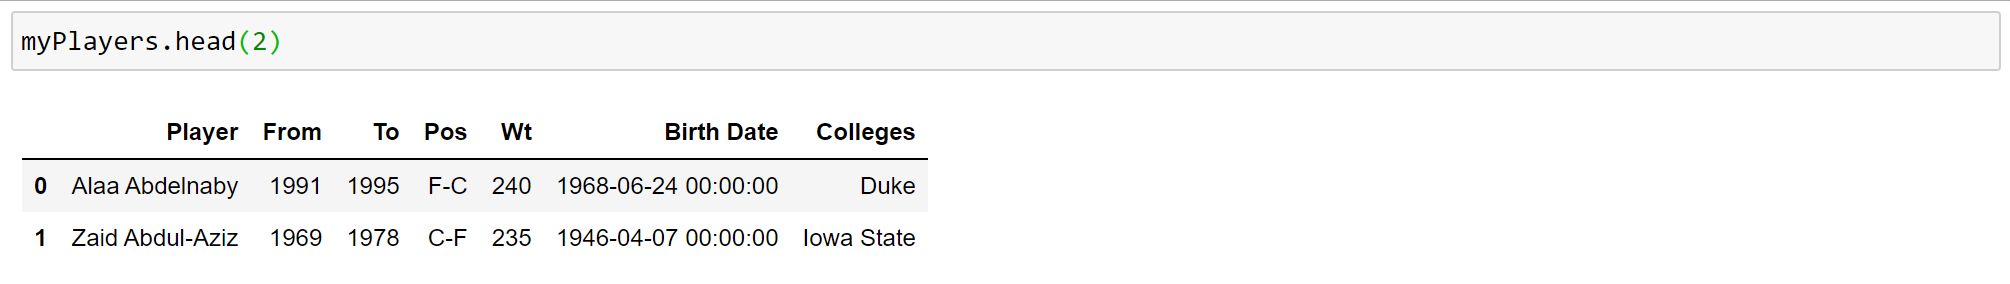 myPlayers.head(2)
Player From To Pos Wt Birth Date Colleges
0 Alaa Abdelnaby 1991 1995 F-C 240 1968-06-24 00:00:00 Duke
1 Zaid Abdul-Aziz 1969 1978 C-F 235 1946-04-07 00:00:00 Iowa State